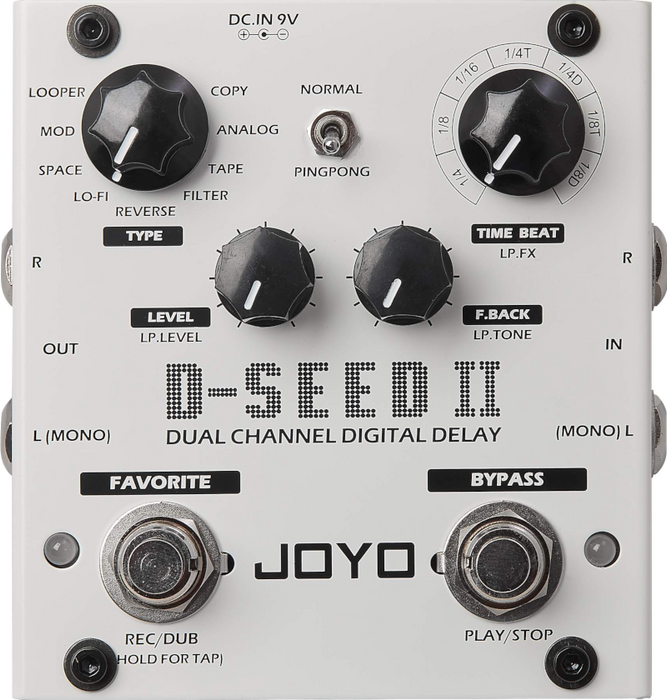 DC.IN 9V
LOOPER
COPY
MOD
ANALOG
SPACE
TAPE
LO-FI
FILTER
REVERSE
TYPE
NORMAL
PINGPONG
1/4
1/8
1/16
1/4T
1/4D
1/8T
1/8D
TIME BEAT
LP.FX
R
R
LEVEL
LP.LEVEL
F.BACK
LP.TONE
OUT
IN
D-SEED II
DUAL CHANNEL DIGITAL DELAY
L (MONO)
(MONO) L
FAVORITE
BYPASS
JOYO
REC/DUB
HOLD FOR TAP)
PLAY/STOP